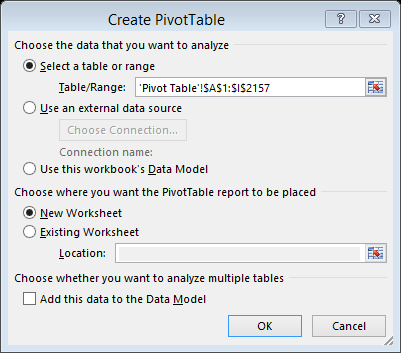 Create PivotTable
?
Choose the data that you want to analyze
Select a table or range
Table/Range: 'Pivot Table'!$A$1:$I$2157
Use an external data source
Choose Connection...
Connection name:
Use this workbook's Data Model
Choose where you want the PivotTable report to be placed
New Worksheet
Existing Worksheet
Location:
Choose whether you want to analyze multiple tables
Add this data to the Data Model
OK Cancel